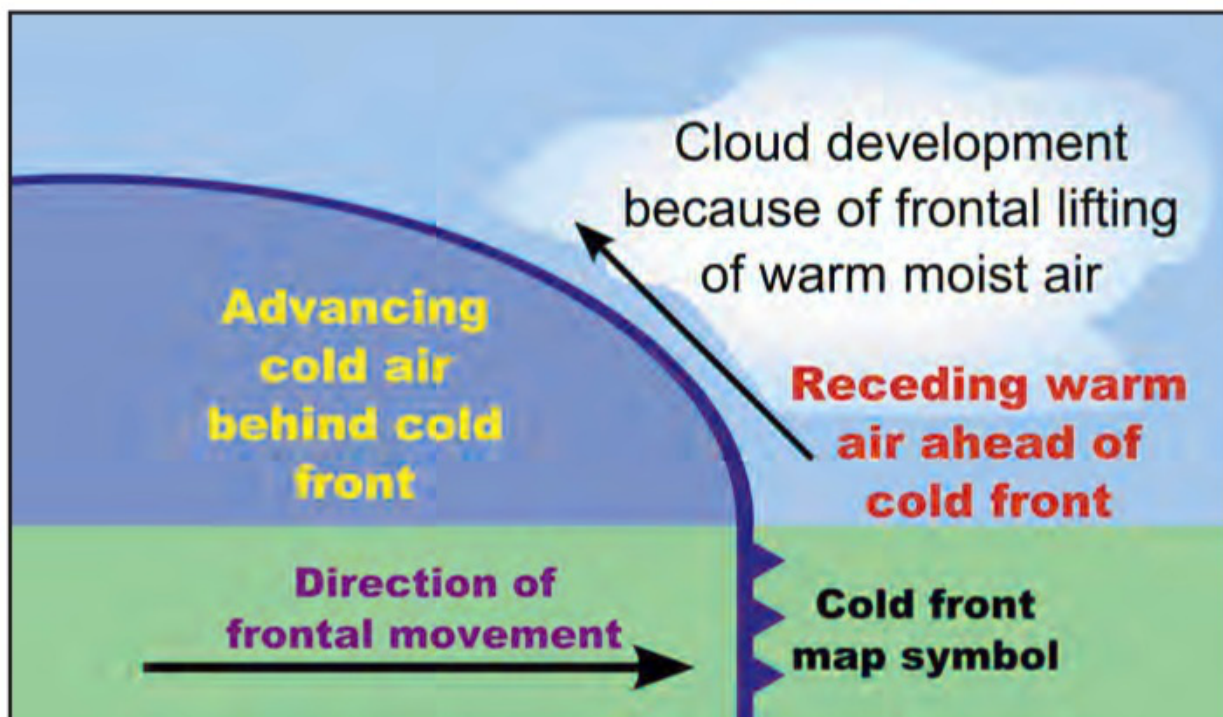 Cloud development
because of frontal lifting
of warm moist air
Advancing
cold air
behind cold
front
Receding warm
air ahead of
cold front
Direction of
frontal movement
Cold front
map symbol